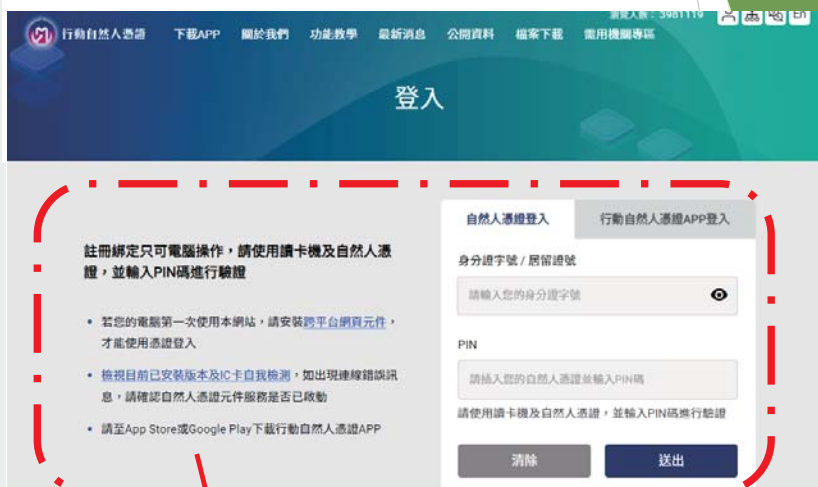 瀏覽人數：3981119
En
行動自然人憑證
下載APP
關於我們
功能教學
最新消息
公開資料
檔案下載
需用機關專區
登入
註冊綁定只可電腦操作，請使用讀卡機及自然人憑
證，並輸入PIN碼進行驗證
• 若您的電腦第一次使用本網站，請安裝跨平台網頁元件，
才能使用憑證登入
• 檢視目前已安裝版本及IC卡自我檢測，如出現連線錯誤訊
息，請確認自然人憑證元件服務是否已啟動
• 請至App Store或Google Play下載行動自然人憑證APP
自然人憑證登入
行動自然人憑證APP登入
身分證字號 / 居留證號
請輸入您的身分證字號
PIN
請插入您的自然人憑證並輸入PIN碼
請使用讀卡機及自然人憑證，並輸入PIN碼進行驗證
清除
送出